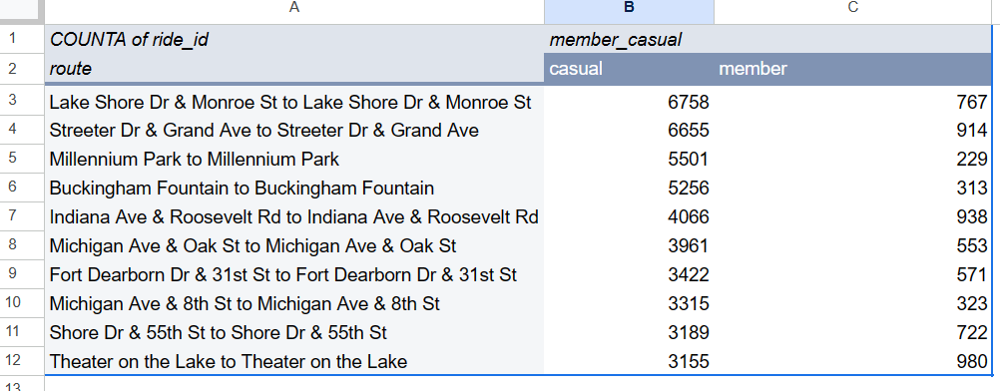 A B C
1 COUNTA of ride_id member_casual
2 route casual member
3 Lake Shore Dr & Monroe St to Lake Shore Dr & Monroe St 6758 767
4 Streeter Dr & Grand Ave to Streeter Dr & Grand Ave 6655 914
5 Millennium Park to Millennium Park 5501 229
6 Buckingham Fountain to Buckingham Fountain 5256 313
7 Indiana Ave & Roosevelt Rd to Indiana Ave & Roosevelt Rd 4066 938
8 Michigan Ave & Oak St to Michigan Ave & Oak St 3961 553
9 Fort Dearborn Dr & 31st St to Fort Dearborn Dr & 31st St 3422 571
10 Michigan Ave & 8th St to Michigan Ave & 8th St 3315 323
11 Shore Dr & 55th St to Shore Dr & 55th St 3189 722
12 Theater on the Lake to Theater on the Lake 3155 980
13